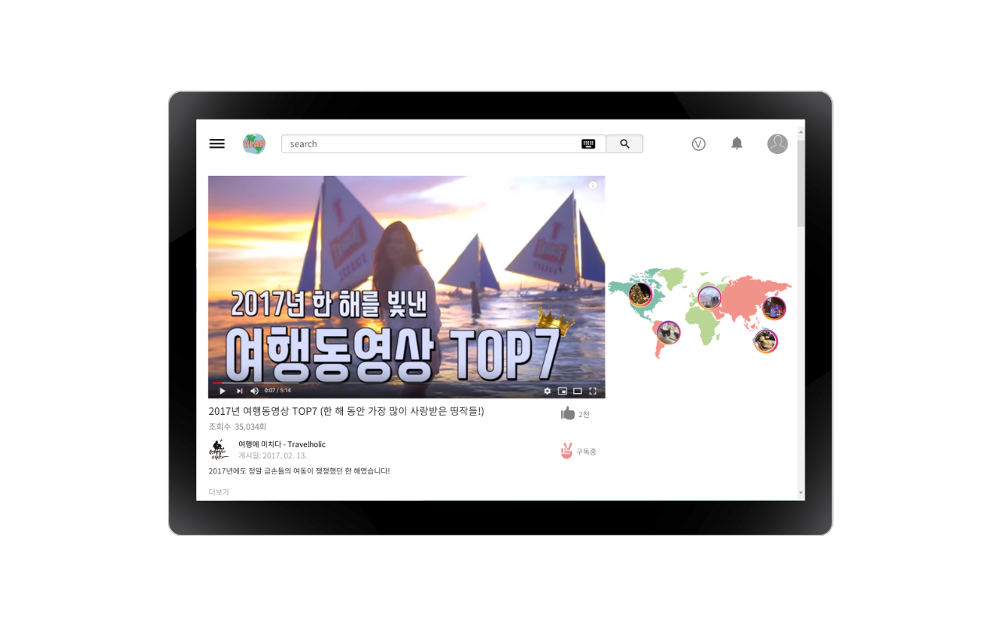 VLAP
search
V
2017년 한 해를 빛낸
여행동영상 TOP7
0:07 / 5:14
2017년 여행동영상 TOP7 (한 해 동안 가장 많이 사랑받은 띵작들!)
2천
조회수 35,034회
여행에 미치다 - Travelholic
게시일: 2017. 02. 13.
구독중
2017년에도 정말 금손들의 여동이 쟁쟁했던 한 해였습니다!
더보기